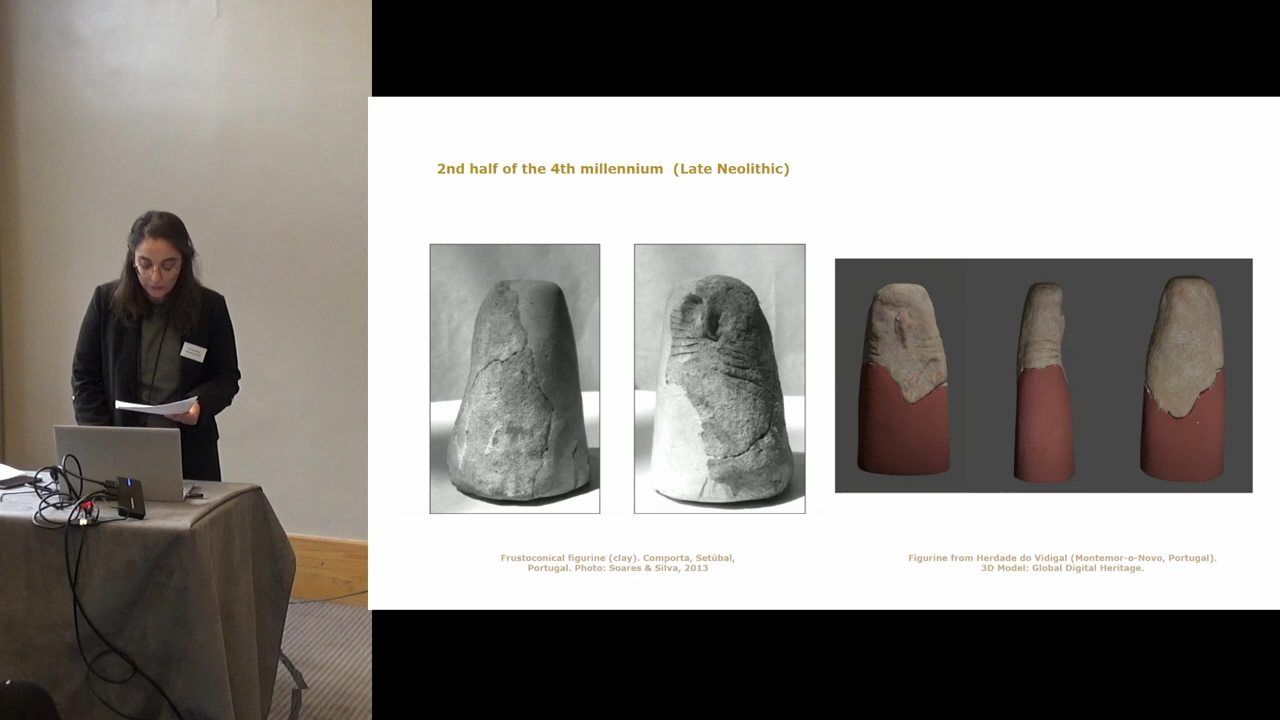 2nd half of the 4th millennium (Late Neolithic)
Frustoconical figurine (clay). Comporta, Setúbal,
Portugal. Photo: Soares & Silva, 2013
Figurine from Herdade do Vidigal (Montemor-o-Novo, Portugal).
3D Model: Global Digital Heritage.